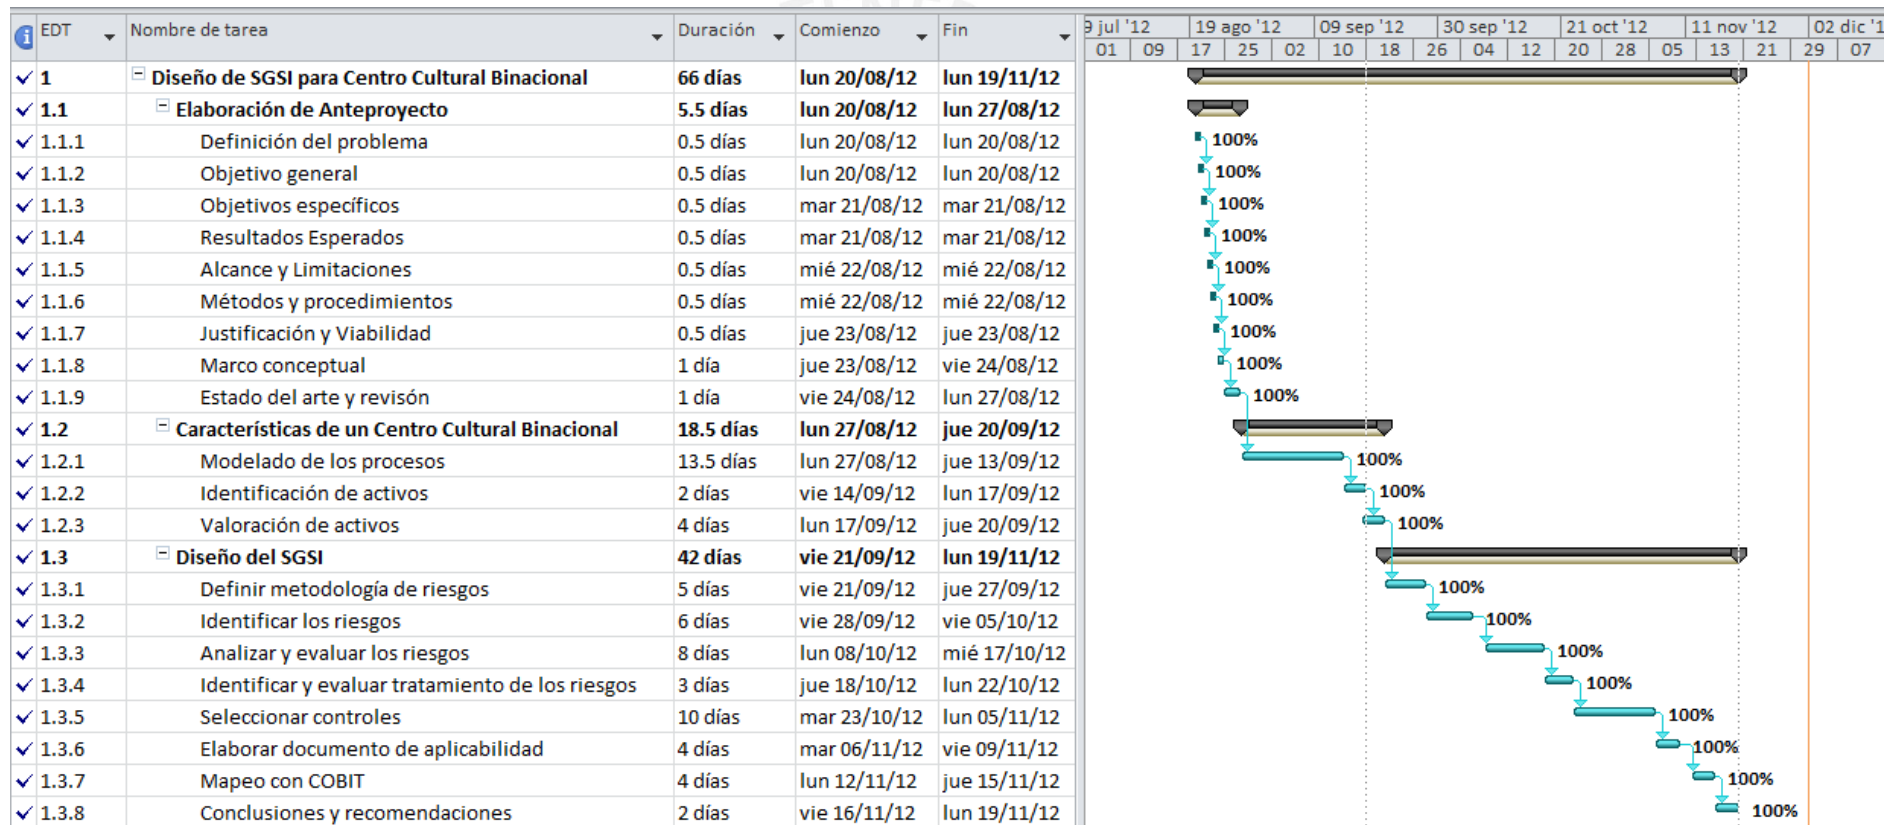 EDT Nombre de tarea Duración Comienzo Fin 9 jul '12 19 ago '12 09 sep '12 30 sep '12 21 oct '12 11 nov '12 02 dic '1
01 09 17 25 02 10 18 26 04 12 20 28 05 13 21 29 07
1 Diseño de SGSI para Centro Cultural Binacional 66 días lun 20/08/12 lun 19/11/12
1.1 Elaboración de Anteproyecto 5.5 días lun 20/08/12 lun 27/08/12
1.1.1 Definición del problema 0.5 días lun 20/08/12 lun 20/08/12 100%
1.1.2 Objetivo general 0.5 días lun 20/08/12 lun 20/08/12 100%
1.1.3 Objetivos específicos 0.5 días mar 21/08/12 mar 21/08/12 100%
1.1.4 Resultados Esperados 0.5 días mar 21/08/12 mar 21/08/12 100%
1.1.5 Alcance y Limitaciones 0.5 días mié 22/08/12 mié 22/08/12 100%
1.1.6 Métodos y procedimientos 0.5 días mié 22/08/12 mié 22/08/12 100%
1.1.7 Justificación y Viabilidad 0.5 días jue 23/08/12 jue 23/08/12 100%
1.1.8 Marco conceptual 1 día jue 23/08/12 vie 24/08/12 100%
1.1.9 Estado del arte y revisón 1 día vie 24/08/12 lun 27/08/12 100%
1.2 Característicias de un Centro Cultural Binacional 18.5 días lun 27/08/12 jue 20/09/12
1.2.1 Modelado de los procesos 13.5 días lun 27/08/12 jue 13/09/12 100%
1.2.2 Identificación de activos 2 días vie 14/09/12 lun 17/09/12 100%
1.2.3 Valoración de activos 4 días lun 17/09/12 jue 20/09/12 100%
1.3 Diseño del SGSI 42 días vie 21/09/12 lun 19/11/12
1.3.1 Definir metodología de riesgos 5 días vie 21/09/12 jue 27/09/12 100%
1.3.2 Identificar los riesgos 6 días vie 28/09/12 vie 05/10/12 100%
1.3.3 Analizar y evaluar los riesgos 8 días lun 08/10/12 mié 17/10/12 100%
1.3.4 Identificar y evaluar tratamiento de los riesgos 3 días jue 18/10/12 lun 22/10/12 100%
1.3.5 Seleccionar controles 10 días mar 23/10/12 lun 05/11/12 100%
1.3.6 Elaborar documento de aplicabilidad 4 días mar 06/11/12 vie 09/11/12 100%
1.3.7 Mapeo con COBIT 4 días lun 12/11/12 jue 15/11/12 100%
1.3.8 Conclusiones y recomendaciones 2 días vie 16/11/12 lun 19/11/12 100%